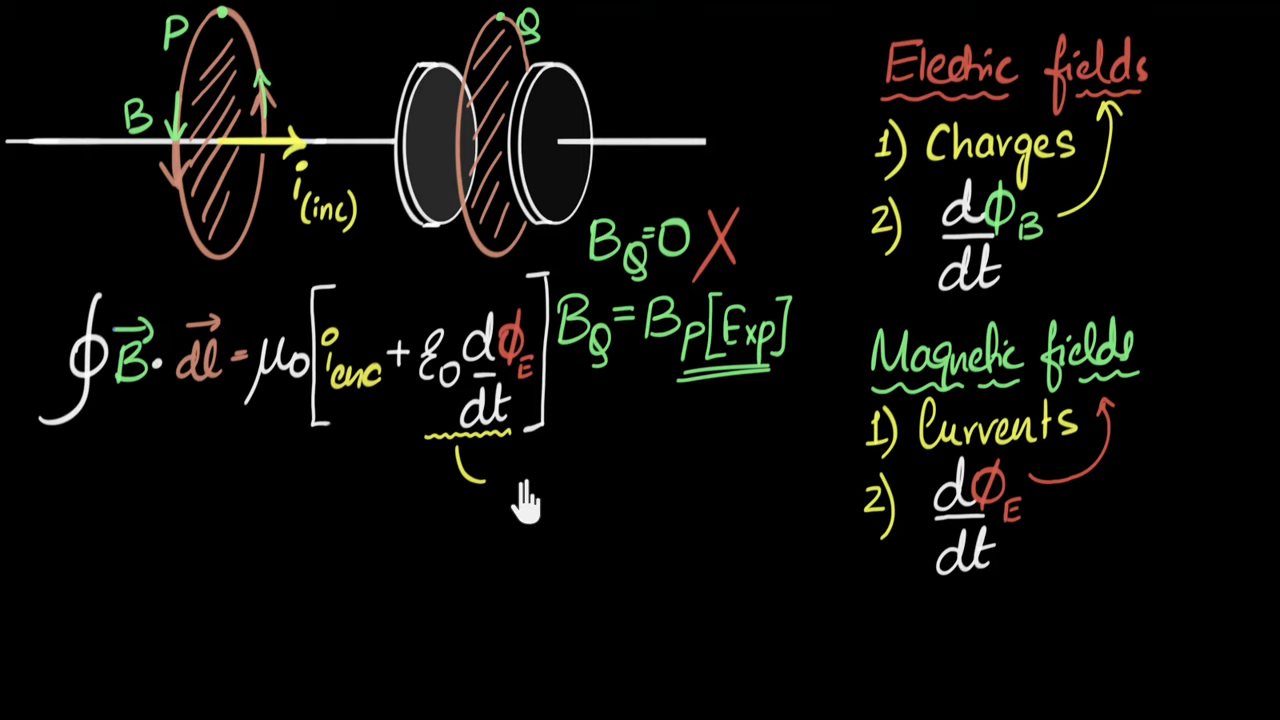 P
Q
B
i(inc)
B_Q = 0 X
B_Q = B_P [Exp]
∮ B⃗ · dl⃗ = μ₀ [ i_enc + ε₀ dϕ_E/dt ]
Electric fields
1) Charges
2) dϕ_B/dt
Magnetic fields
1) Currents
2) dϕ_E/dt